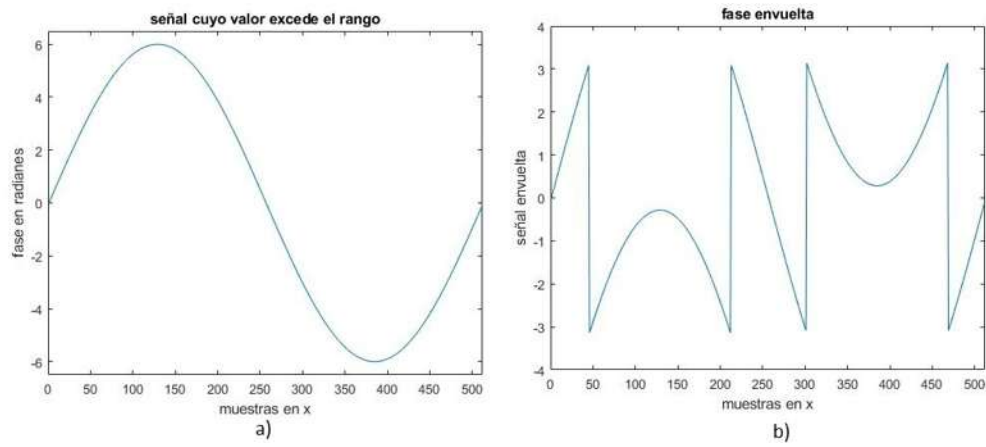 señal cuyo valor excede el rango
6
4
2
0
-2
-4
-6
fase en radianes
0 50 100 150 200 250 300 350 400 450 500
muestras en x
a)
fase envuelta
4
3
2
1
0
-1
-2
-3
-4
señal envuelta
0 50 100 150 200 250 300 350 400 450 500
muestras en x
b)